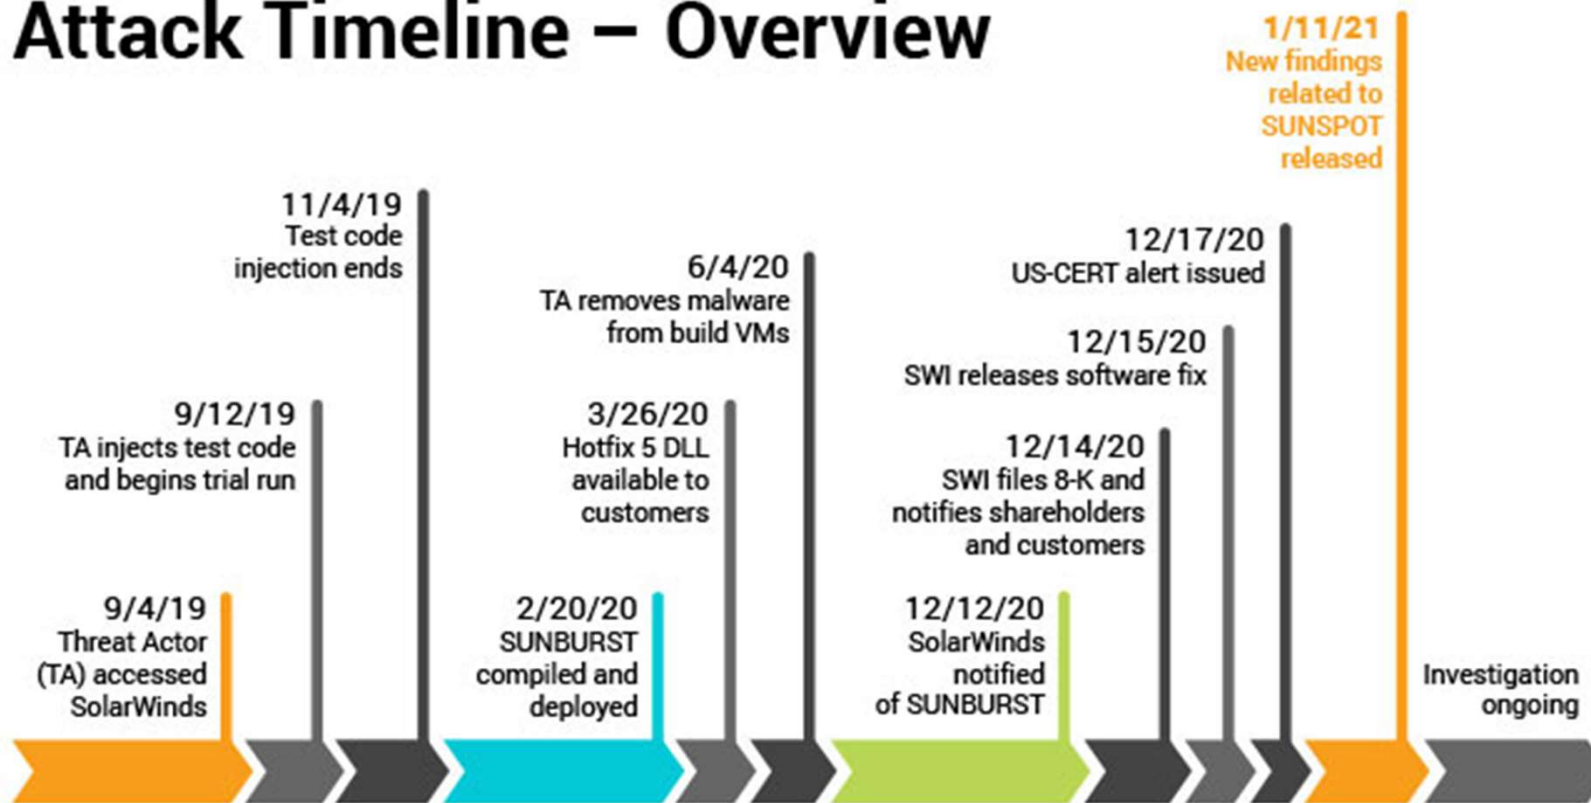 Attack Timeline – Overview
9/4/19
Threat Actor
(TA) accessed
SolarWinds
9/12/19
TA injects test code
and begins trial run
11/4/19
Test code
injection ends
2/20/20
SUNBURST
compiled and
deployed
3/26/20
Hotfix 5 DLL
available to
customers
6/4/20
TA removes malware
from build VMs
12/12/20
SolarWinds
notified
of SUNBURST
12/14/20
SWI files 8-K and
notifies shareholders
and customers
12/15/20
SWI releases software fix
12/17/20
US-CERT alert issued
1/11/21
New findings
related to
SUNSPOT
released
Investigation
ongoing